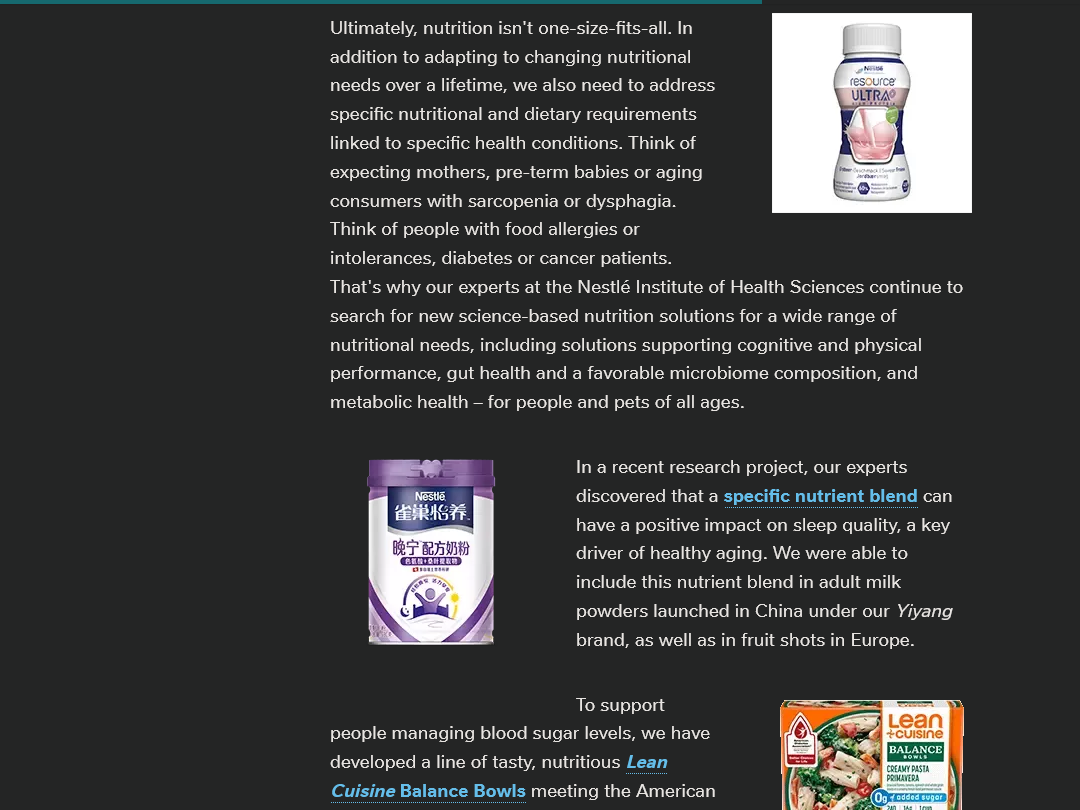 Ultimately, nutrition isn't one-size-fits-all. In
addition to adapting to changing nutritional
needs over a lifetime, we also need to address
specific nutritional and dietary requirements
linked to specific health conditions. Think of
expecting mothers, pre-term babies or aging
consumers with sarcopenia or dysphagia.
Think of people with food allergies or
intolerances, diabetes or cancer patients.
Nestlé
resource
ULTRA
That's why our experts at the Nestlé Institute of Health Sciences continue to
search for new science-based nutrition solutions for a wide range of
nutritional needs, including solutions supporting cognitive and physical
performance, gut health and a favorable microbiome composition, and
metabolic health – for people and pets of all ages.
Nestlé
雀巢怡养
晚宁 配方奶粉
色氨酸+桑叶提取物
In a recent research project, our experts
discovered that a specific nutrient blend can
have a positive impact on sleep quality, a key
driver of healthy aging. We were able to
include this nutrient blend in adult milk
powders launched in China under our Yiyang
brand, as well as in fruit shots in Europe.
To support
people managing blood sugar levels, we have
developed a line of tasty, nutritious Lean
Cuisine Balance Bowls meeting the American
Lean
CUISINE
BALANCE
BOWLS
CREAMY PASTA
PRIMAVERA
0g added sugar